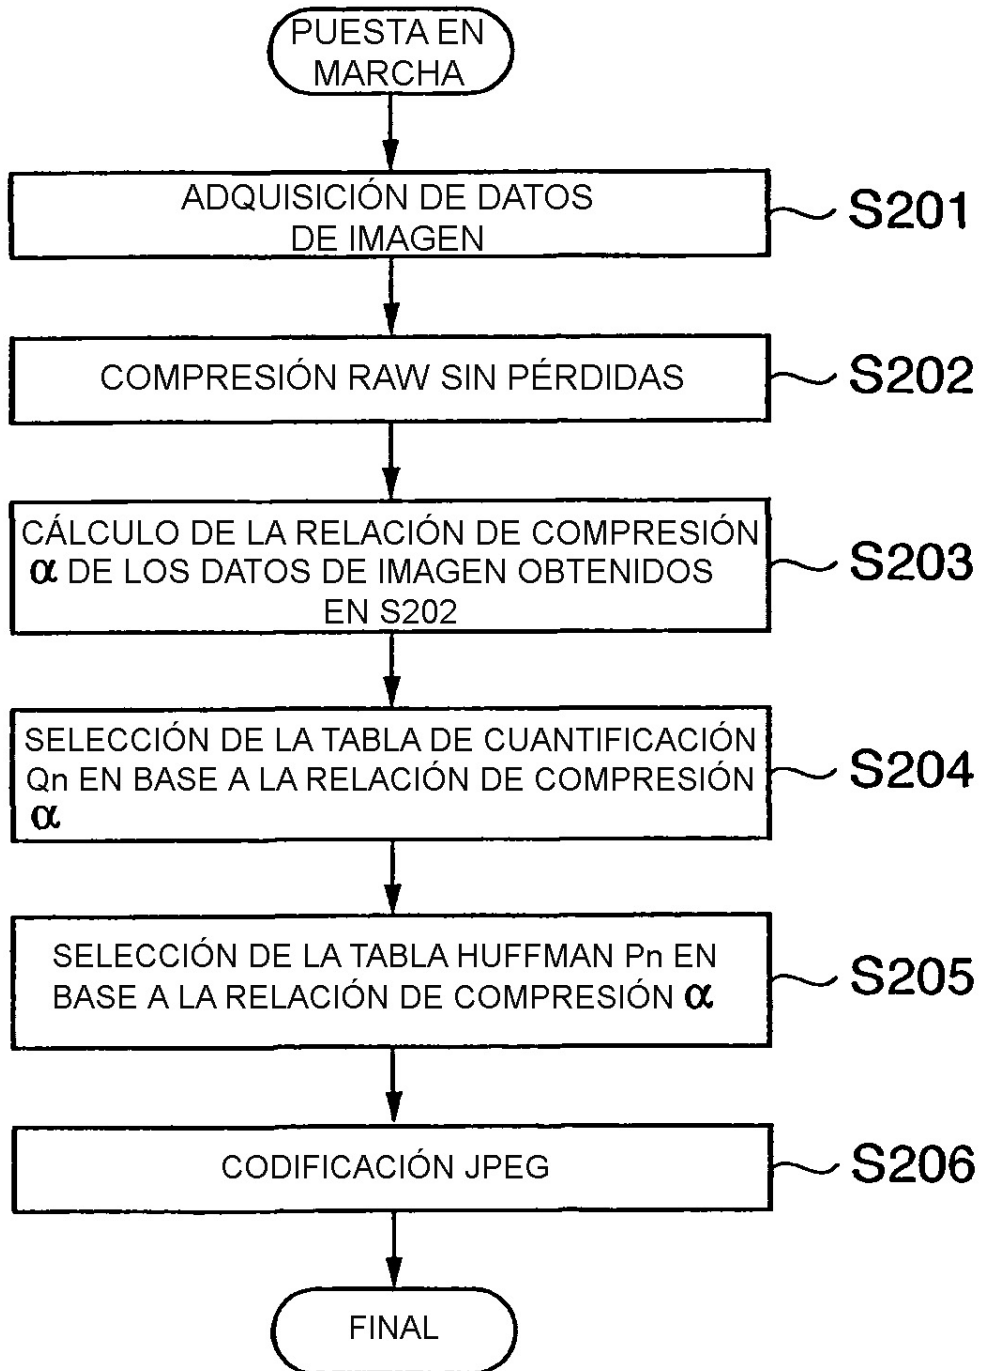 PUESTA EN
MARCHA
ADQUISICIÓN DE DATOS
DE IMAGEN
S201
COMPRESIÓN RAW SIN PÉRDIDAS
S202
CÁLCULO DE LA RELACIÓN DE COMPRESIÓN
α DE LOS DATOS DE IMAGEN OBTENIDOS
EN S202
S203
SELECCIÓN DE LA TABLA DE CUANTIFICACIÓN
Qn EN BASE A LA RELACIÓN DE COMPRESIÓN
α
S204
SELECCIÓN DE LA TABLA HUFFMAN Pn EN
BASE A LA RELACIÓN DE COMPRESIÓN α
S205
CODIFICACIÓN JPEG
S206
FINAL